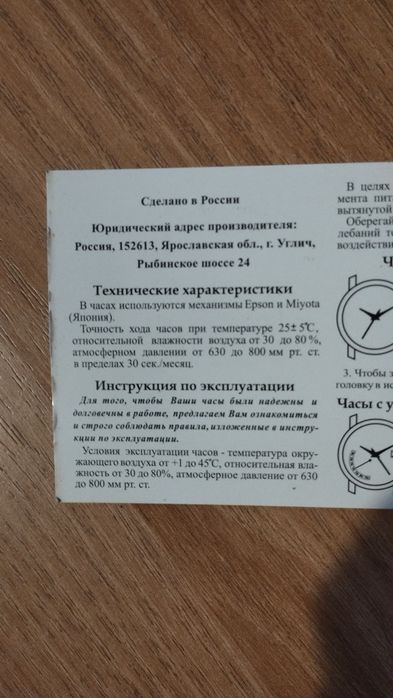 Сделано в России
Юридический адрес производителя:
Россия, 152613, Ярославская обл., г. Углич,
Рыбинское шоссе 24
Технические характеристики
В часах используются механизмы Epson и Miyota
(Япония).
Точность хода часов при температуре 25± 5℃,
относительной влажности воздуха от 30 до 80 %,
атмосферном давлении от 630 до 800 мм рт. ст.
в пределах 30 сек./месяц.
Инструкция по эксплуатации
Для того, чтобы Ваши часы были надежны и
долговечны в работе, предлагаем Вам ознакомиться
и строго соблюдать правила, изложенные в инстру-
кции по эксплуатации.
Условия эксплуатации часов - температура окру-
жающего воздуха от +1 до 45℃, относительная вла-
жность от 30 до 80%, атмосферное давление от 630
до 800 мм рт. ст.
В целях
мента пит
вытянутой
Оберегай
лебаний т
воздействи
Ч
3. Чтобы з
головку в ис
Часы с у